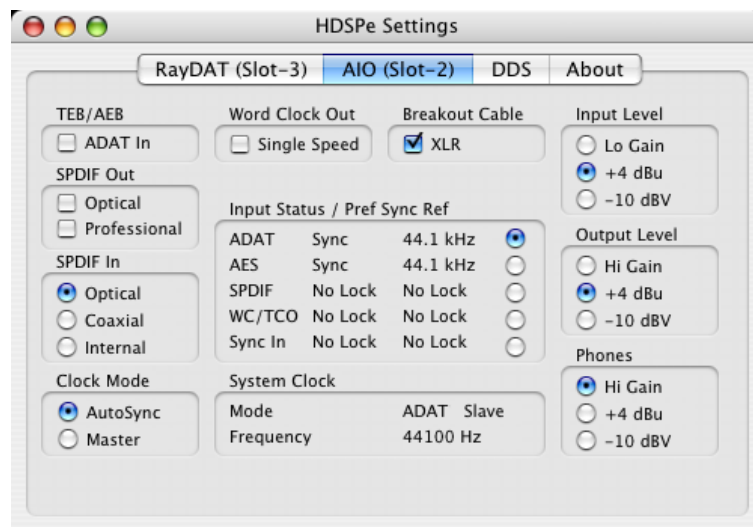 HDSPe Settings
RayDAT (Slot-3) AIO (Slot-2) DDS About
TEB/AEB
ADAT In
SPDIF Out
Optical
Professional
SPDIF In
Optical
Coaxial
Internal
Clock Mode
AutoSync
Master
Word Clock Out
Single Speed
Breakout Cable
XLR
Input Status / Pref Sync Ref
ADAT Sync 44.1 kHz
AES Sync 44.1 kHz
SPDIF No Lock No Lock
WC/TCO No Lock No Lock
Sync In No Lock No Lock
System Clock
Mode ADAT Slave
Frequency 44100 Hz
Input Level
Lo Gain
+4 dBu
-10 dBV
Output Level
Hi Gain
+4 dBu
-10 dBV
Phones
Hi Gain
+4 dBu
-10 dBV